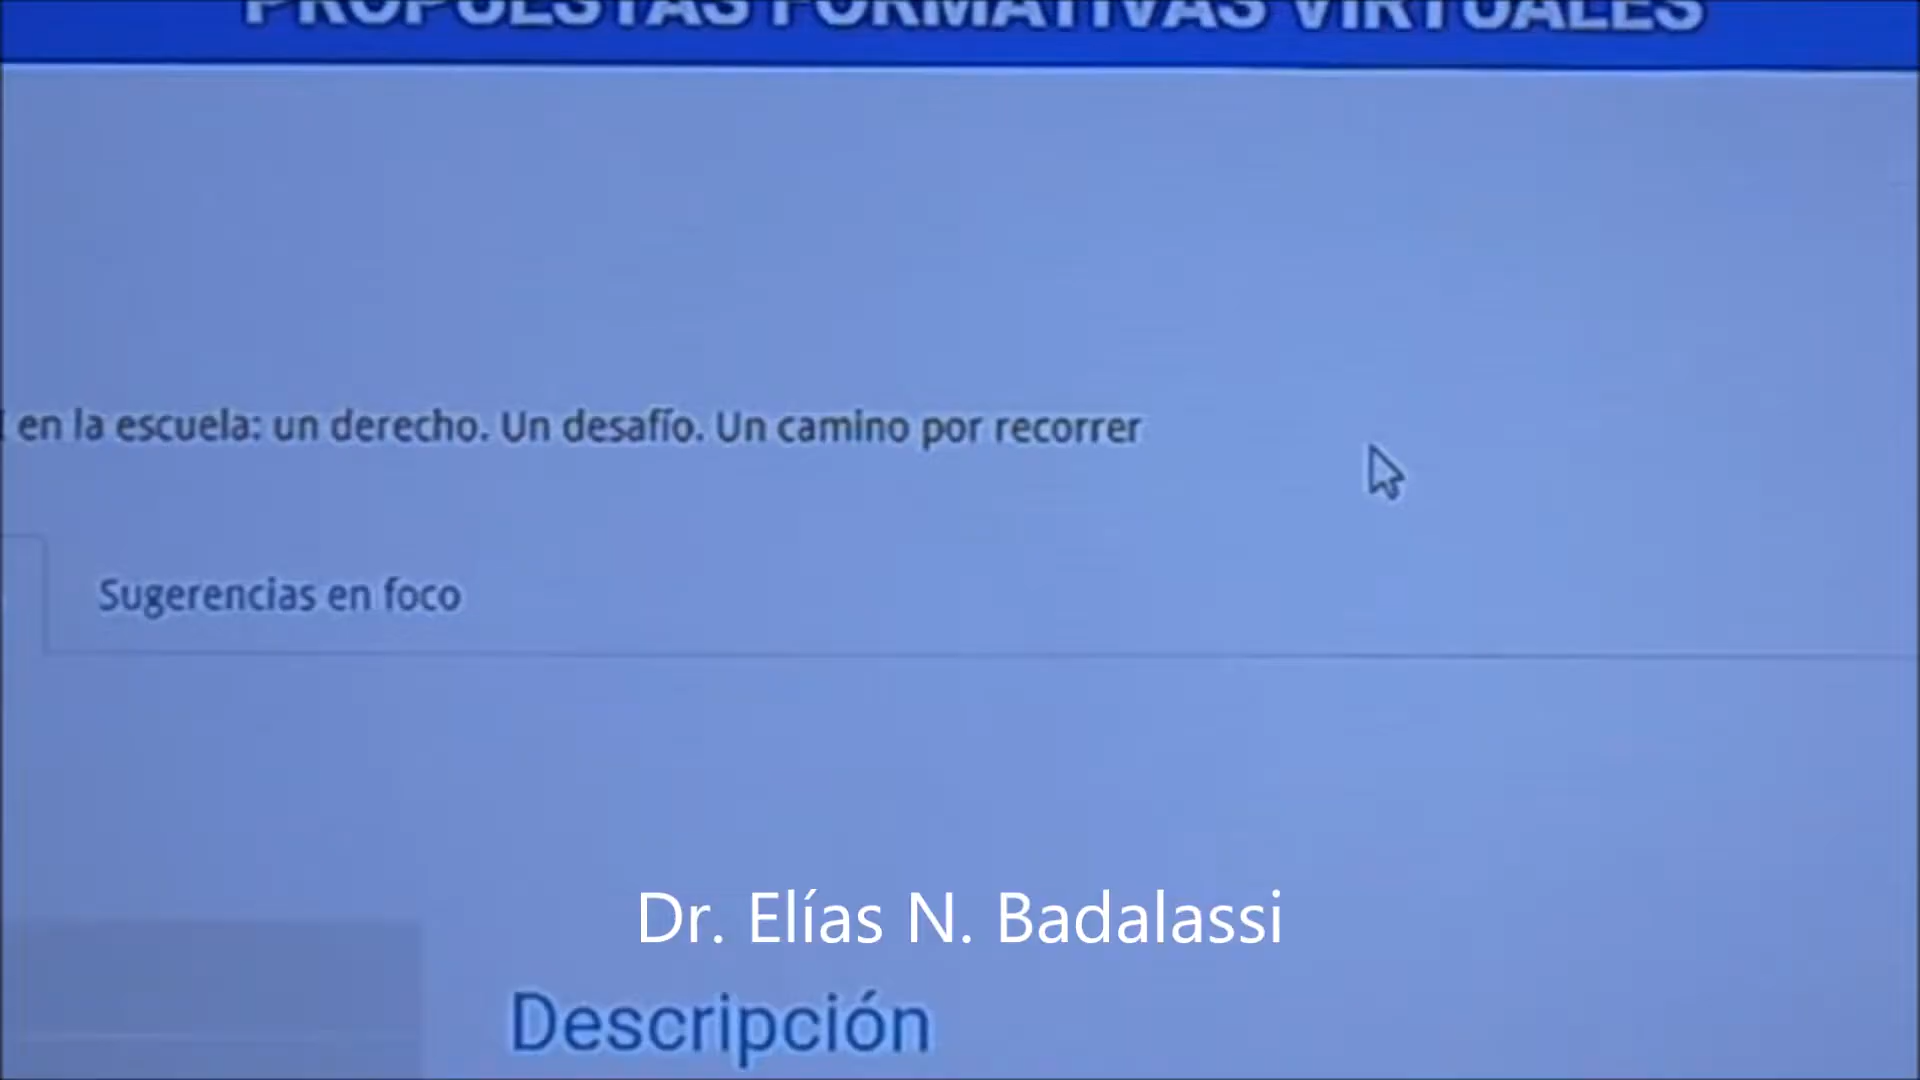 PROPUESTAS FORMATIVAS VIRTUALES
en la escuela: un derecho. Un desafío. Un camino por recorrer
Sugerencias en foco
Dr. Elías N. Badalassi
Descripción